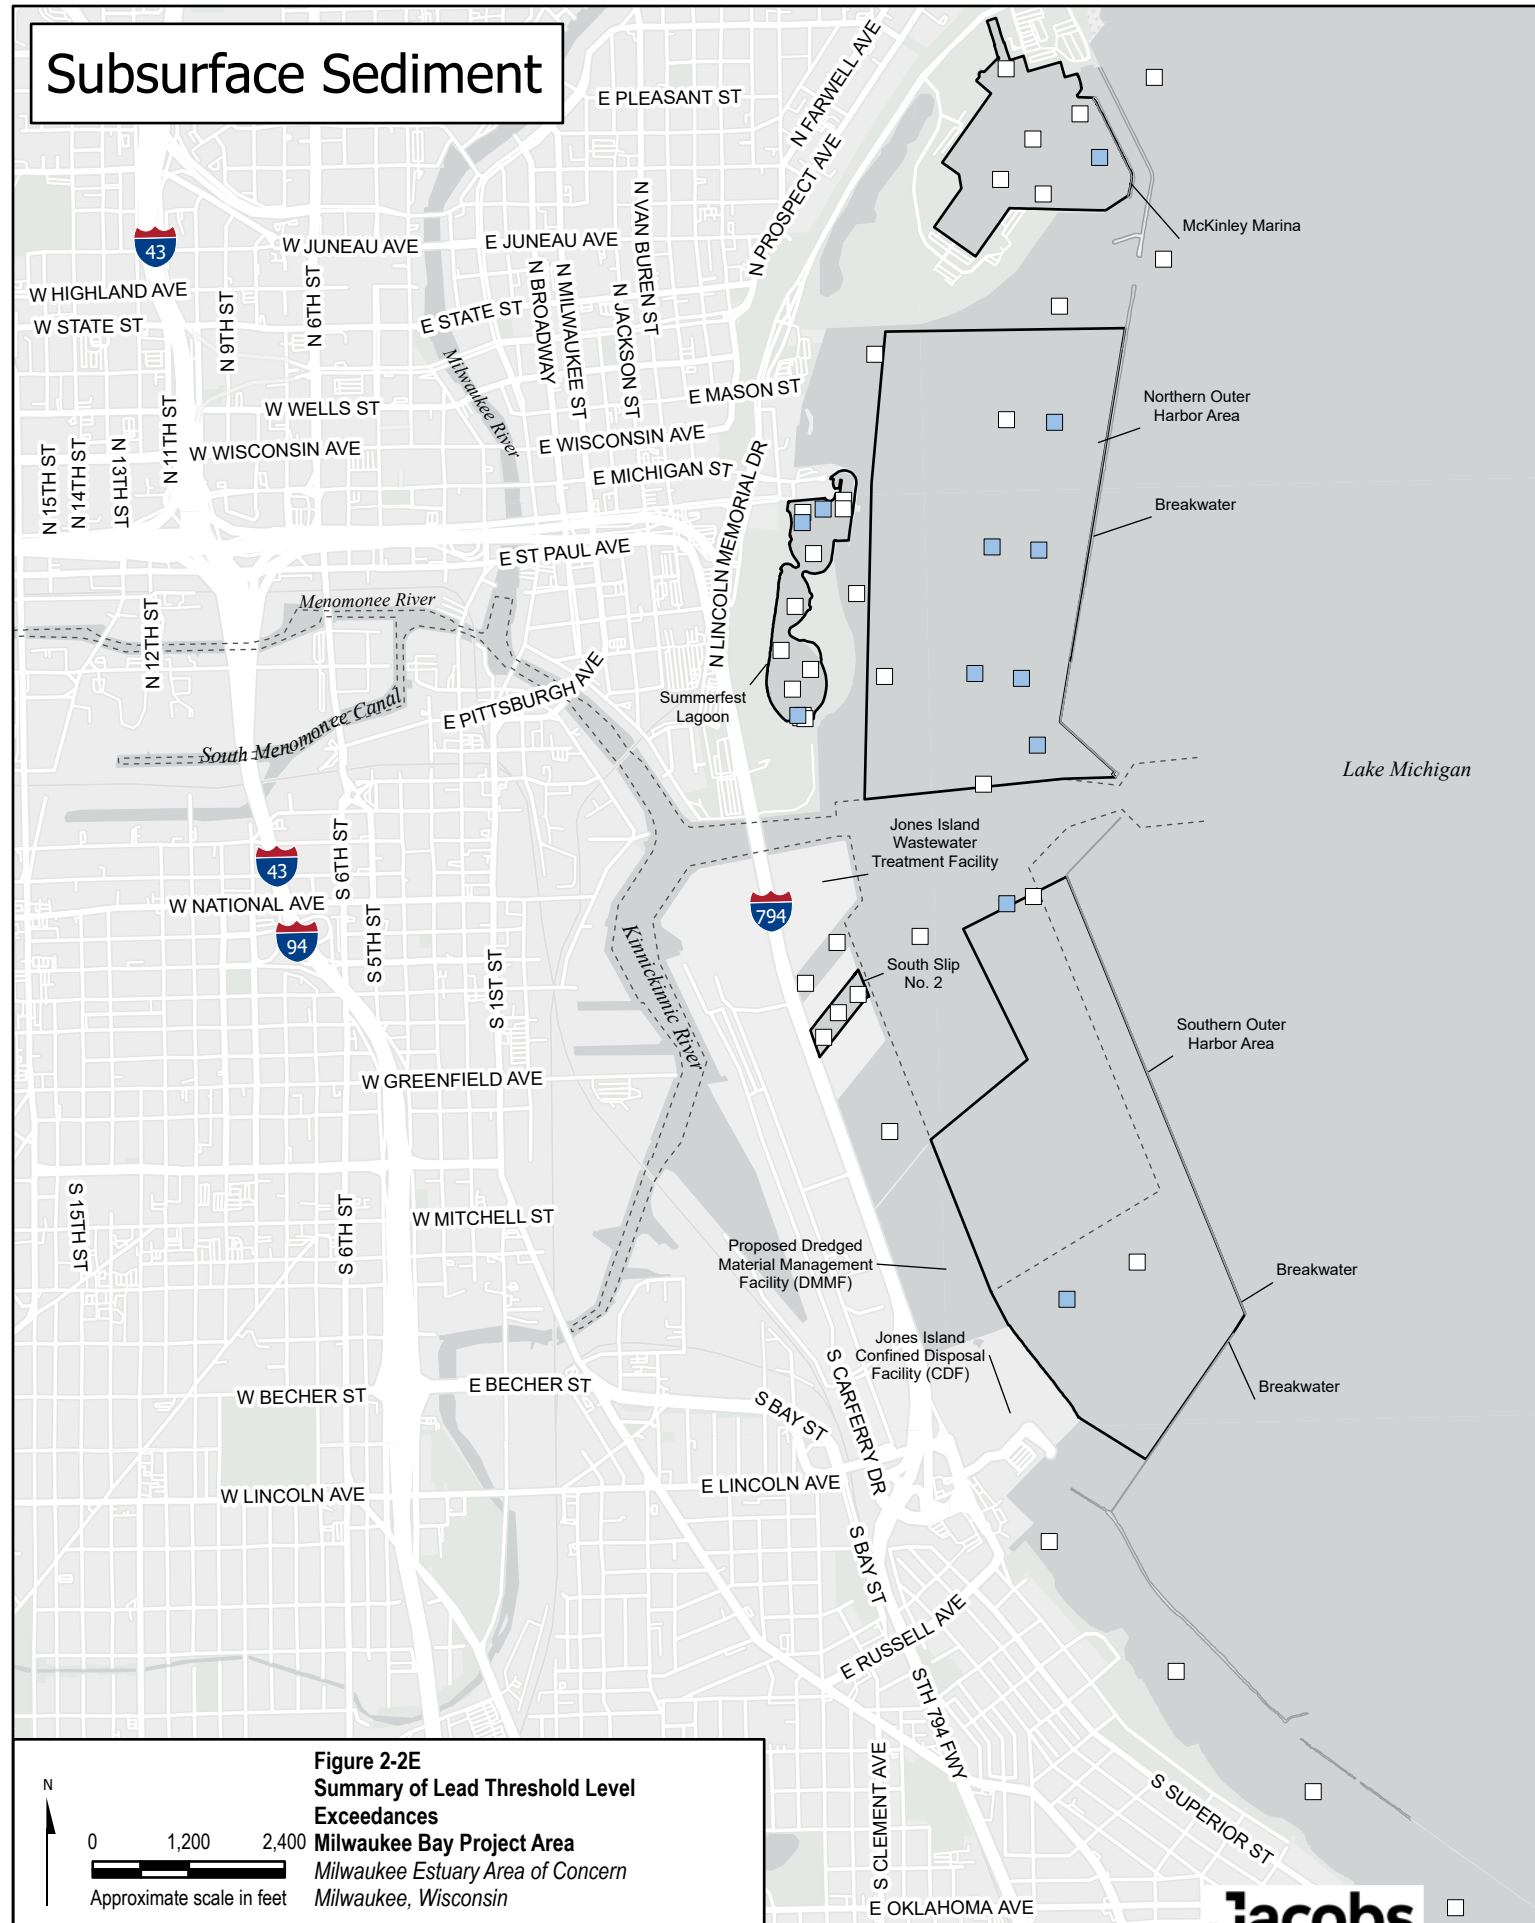 Subsurface Sediment
E PLEASANT ST
N FARWELL AVE
N PROSPECT AVE
N VAN BUREN ST
McKinley Marina
43
W JUNEAU AVE
E JUNEAU AVE
W HIGHLAND AVE
W STATE ST
N 9TH ST
N 6TH ST
E STATE ST
N BROADWAY
N MILWAUKEE ST
N JACKSON ST
Milwaukee River
W WELLS ST
E MASON ST
Northern Outer
Harbor Area
N 15TH ST
N 14TH ST
N 13TH ST
N 11TH ST
W WISCONSIN AVE
E WISCONSIN AVE
E MICHIGAN ST
N LINCOLN MEMORIAL DR
Breakwater
E ST PAUL AVE
Menomonee River
N 12TH ST
South Menomonee Canal
E PITTSBURGH AVE
Summerfest
Lagoon
Lake Michigan
Jones Island
Wastewater
Treatment Facility
43
S 6TH ST
W NATIONAL AVE
794
94
S 5TH ST
S 1ST ST
Kinnickinnic River
South Slip
No. 2
Southern Outer
Harbor Area
W GREENFIELD AVE
S 15TH ST
S 6TH ST
W MITCHELL ST
Proposed Dredged
Material Management
Facility (DMMF)
Breakwater
Jones Island
Confined Disposal
Facility (CDF)
Breakwater
W BECHER ST
E BECHER ST
S BAY ST
S CARFERRY DR
W LINCOLN AVE
E LINCOLN AVE
S BAY ST
E RUSSELL AVE
STH 794 FWY
S CLEMENT AVE
S SUPERIOR ST
E OKLAHOMA AVE
Figure 2-2E
Summary of Lead Threshold Level
Exceedances
Milwaukee Bay Project Area
Milwaukee Estuary Area of Concern
Milwaukee, Wisconsin
N
0 1,200 2,400
Approximate scale in feet
Jacobs